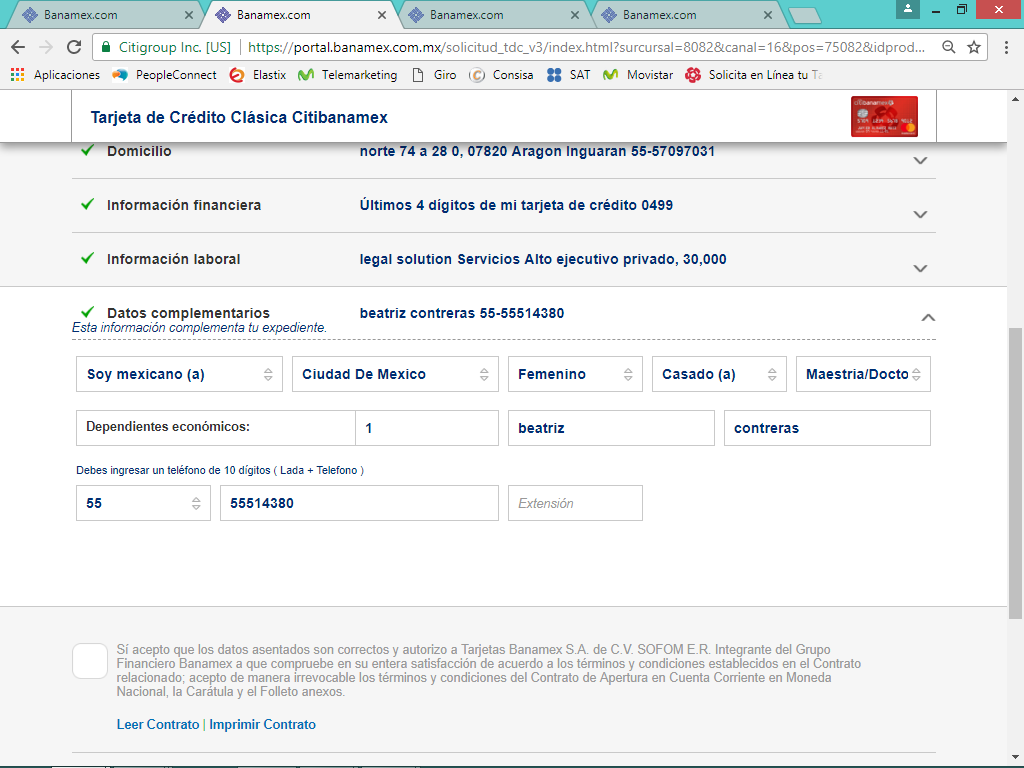 Banamex.com Banamex.com Banamex.com Banamex.com
Citigroup Inc. [US] https://portal.banamex.com.mx/solicitud_tdc_v3/index.html?sursucal=8082&canal=16&pos=75082&idprod...
Aplicaciones PeopleConnect Elastix Telemarketing Giro Consisa SAT Movistar Solicita en Línea tu Ta
Tarjeta de Crédito Clásica Citibanamex
Domicilio norte 74 a 28 0, 07820 Aragon Inguaran 55-57097031
Información financiera Últimos 4 dígitos de mi tarjeta de crédito 0499
Información laboral legal solution Servicios Alto ejecutivo privado, 30,000
Datos complementarios beatriz contreras 55-55514380
Esta información complementa tu expediente.
Soy mexicano (a) Ciudad De Mexico Femenino Casado (a) Maestria/Docto
Dependientes económicos: 1 beatriz contreras
Debes ingresar un teléfono de 10 dígitos ( Lada + Telefono )
55 55514380 Extensión
Sí acepto que los datos asentados son correctos y autorizo a Tarjetas Banamex S.A. de C.V. SOFOM E.R. Integrante del Grupo
Financiero Banamex a que compruebe en su entera satisfacción de acuerdo a los términos y condiciones establecidos en el Contrato
relacionado; acepto de manera irrevocable los términos y condiciones del Contrato de Apertura en Cuenta Corriente en Moneda
Nacional, la Carátula y el Folleto anexos.
Leer Contrato | Imprimir Contrato